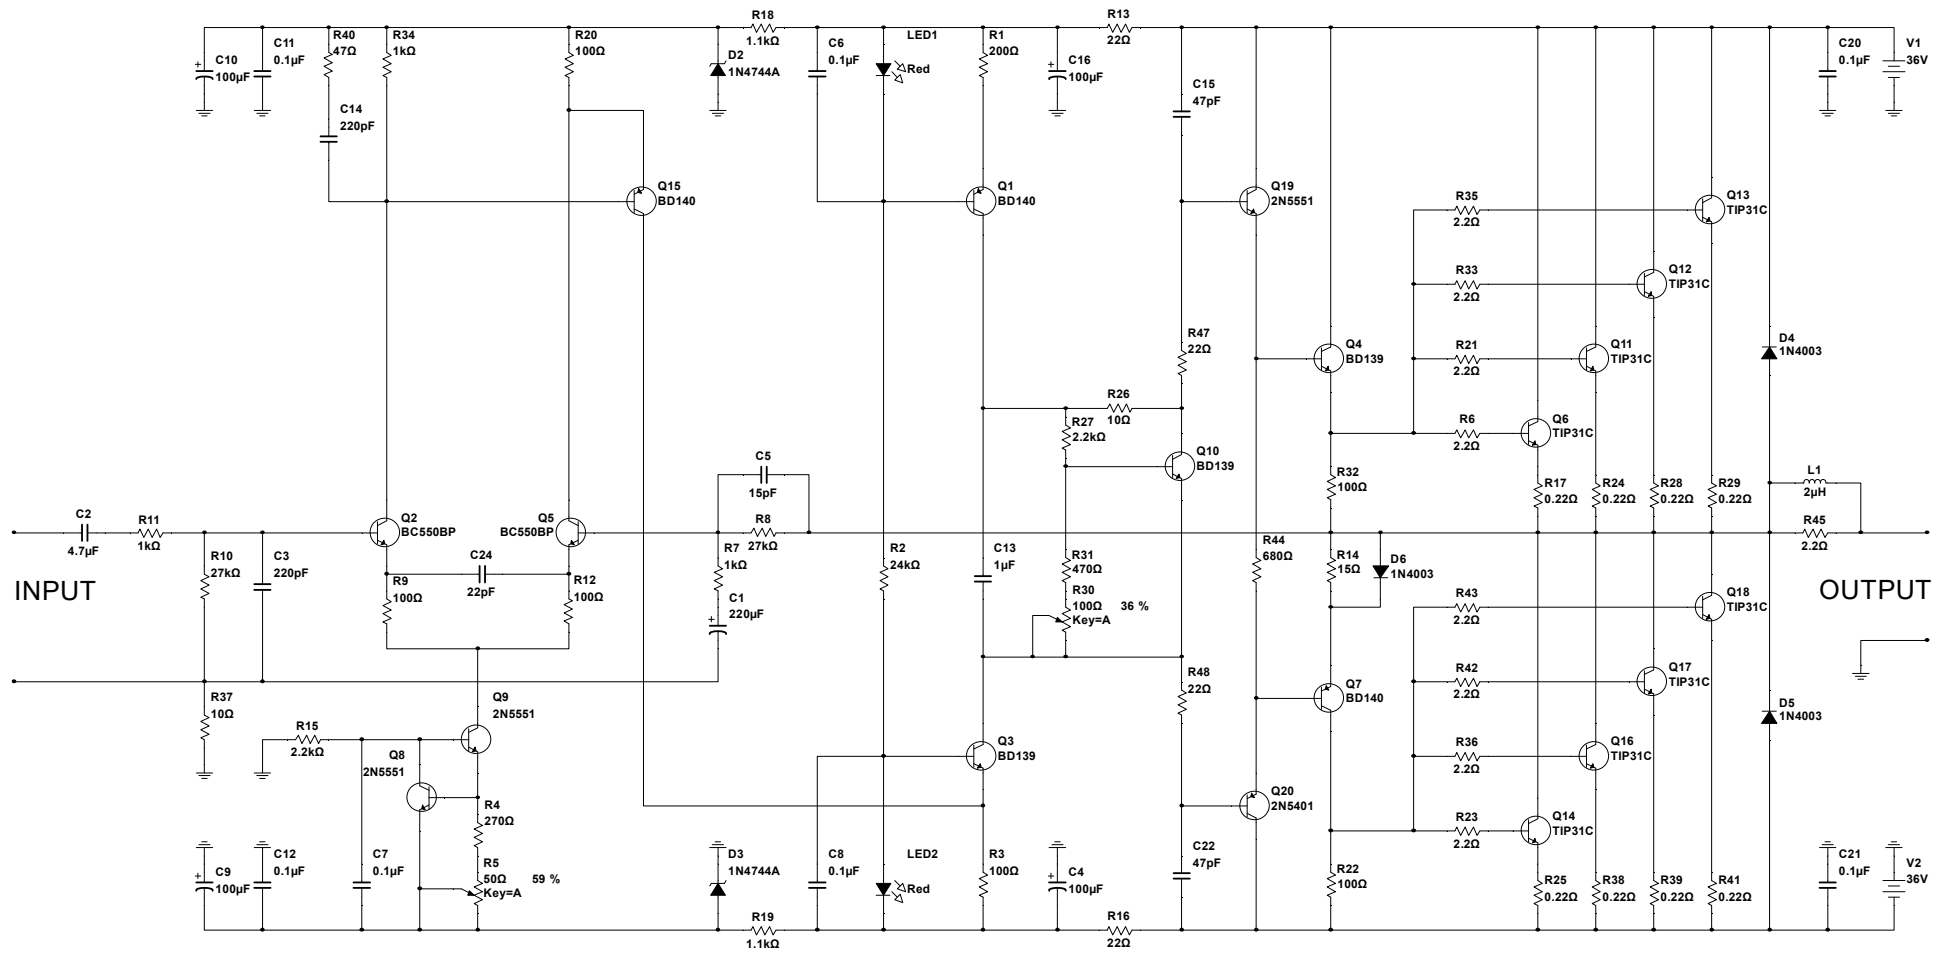 R18
1.1kΩ
R13
22Ω
C10
100µF
C11
0.1µF
R40
47Ω
R34
1kΩ
R20
100Ω
D2
1N4744A
C6
0.1µF
LED1
Red
R1
200Ω
C16
100µF
C15
47pF
C20
0.1µF
V1
36V
C14
220pF
Q15
BD140
Q1
BD140
Q19
2N5551
R35
2.2Ω
Q13
TIP31C
R33
2.2Ω
Q12
TIP31C
R47
22Ω
Q4
BD139
R21
2.2Ω
Q11
TIP31C
D4
1N4003
R26
10Ω
R27
2.2kΩ
R6
2.2Ω
Q6
TIP31C
Q10
BD139
C5
15pF
R32
100Ω
R17
0.22Ω
R24
0.22Ω
R28
0.22Ω
R29
0.22Ω
L1
2µH
C2
4.7µF
R11
1kΩ
Q2
BC550BP
Q5
BC550BP
R8
27kΩ
R45
2.2Ω
INPUT
R10
27kΩ
C3
220pF
C24
22pF
R9
100Ω
R12
100Ω
R7
1kΩ
C1
220µF
R2
24kΩ
C13
1µF
R31
470Ω
R30
100Ω
Key=A
36 %
R44
680Ω
R14
15Ω
D6
1N4003
R43
2.2Ω
Q18
TIP31C
OUTPUT
R37
10Ω
R15
2.2kΩ
Q9
2N5551
Q8
2N5551
R48
22Ω
Q7
BD140
R42
2.2Ω
Q17
TIP31C
D5
1N4003
Q3
BD139
R36
2.2Ω
Q16
TIP31C
Q20
2N5401
R4
270Ω
R23
2.2Ω
Q14
TIP31C
C9
100µF
C12
0.1µF
C7
0.1µF
R5
50Ω
Key=A
59 %
D3
1N4744A
C8
0.1µF
LED2
Red
R3
100Ω
C4
100µF
C22
47pF
R22
100Ω
R25
0.22Ω
R38
0.22Ω
R39
0.22Ω
R41
0.22Ω
C21
0.1µF
V2
36V
R19
1.1kΩ
R16
22Ω